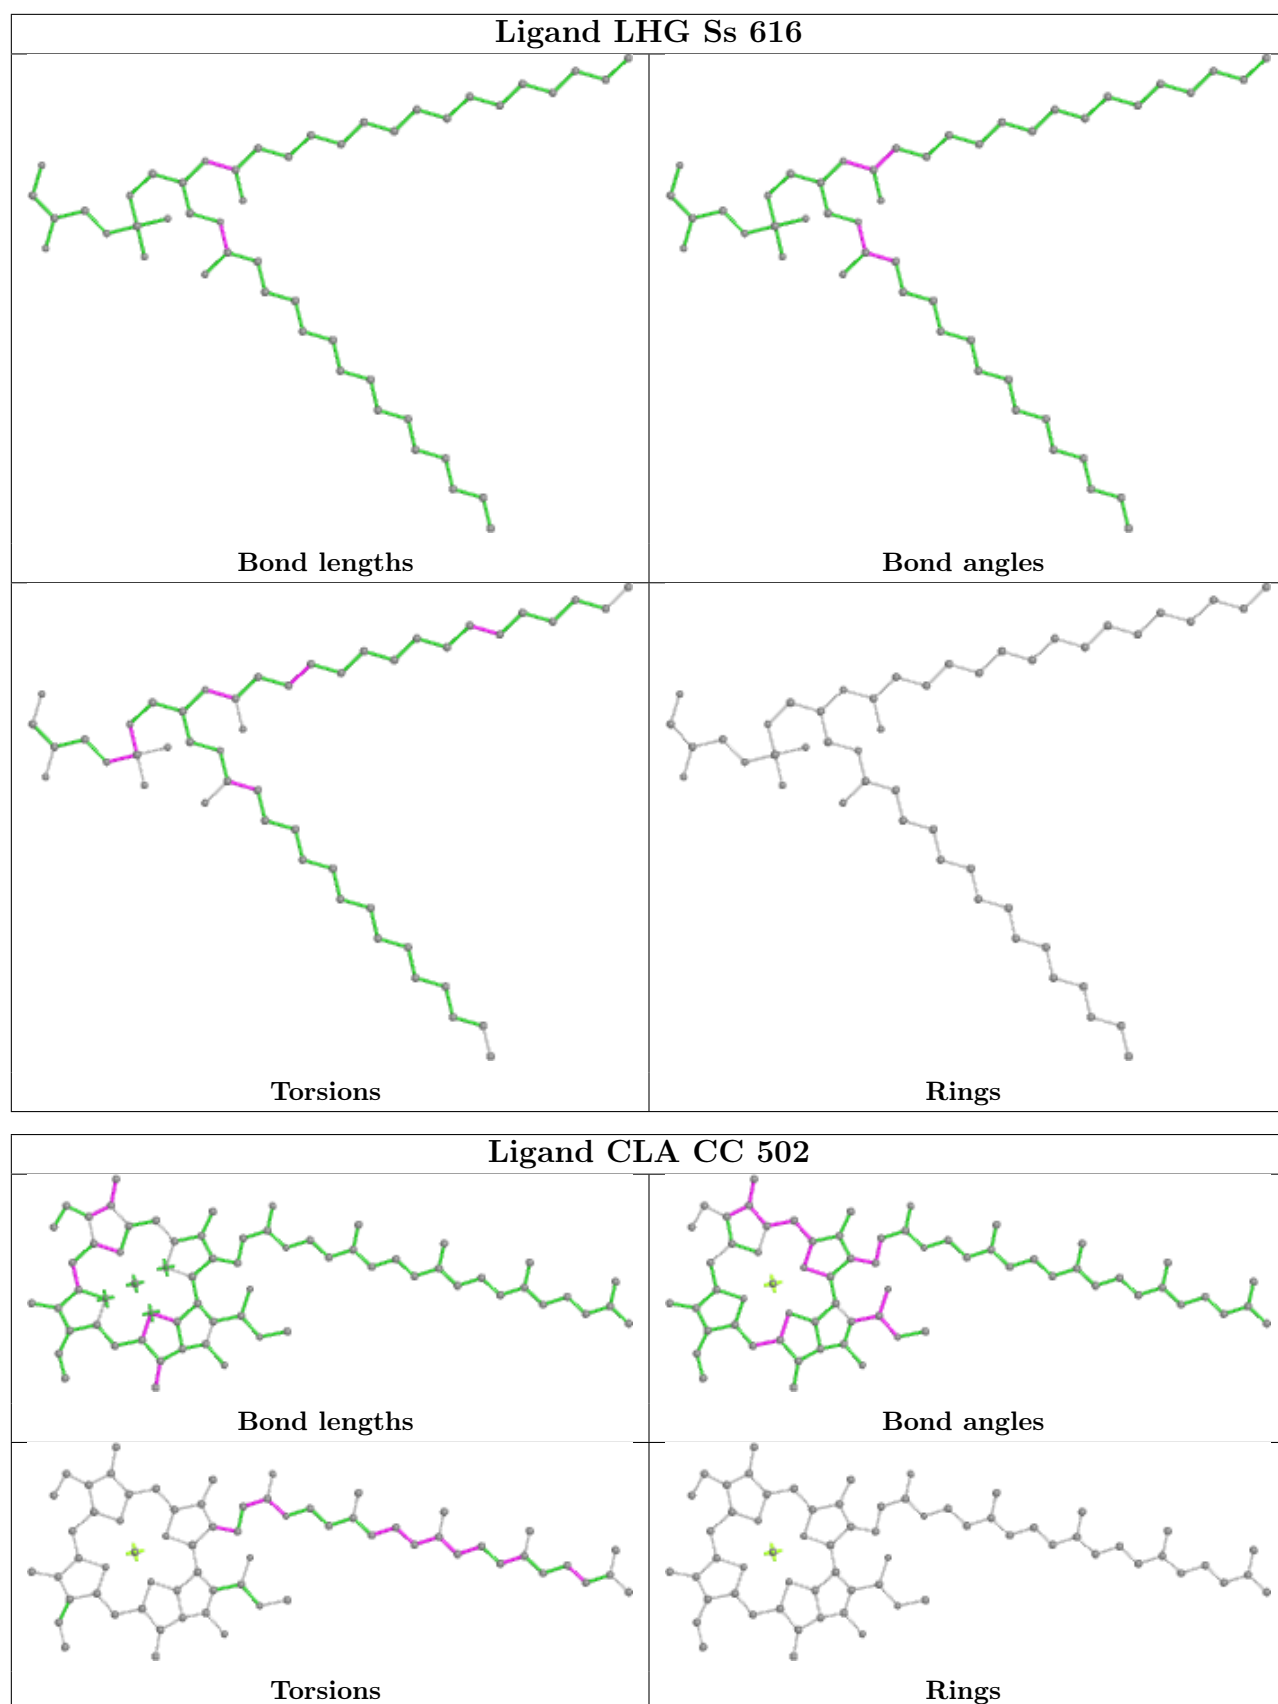 Ligand LHG Ss 616
Bond lengths
Bond angles
Torsions
Rings
Ligand CLA CC 502
Bond lengths
Bond angles
Torsions
Rings